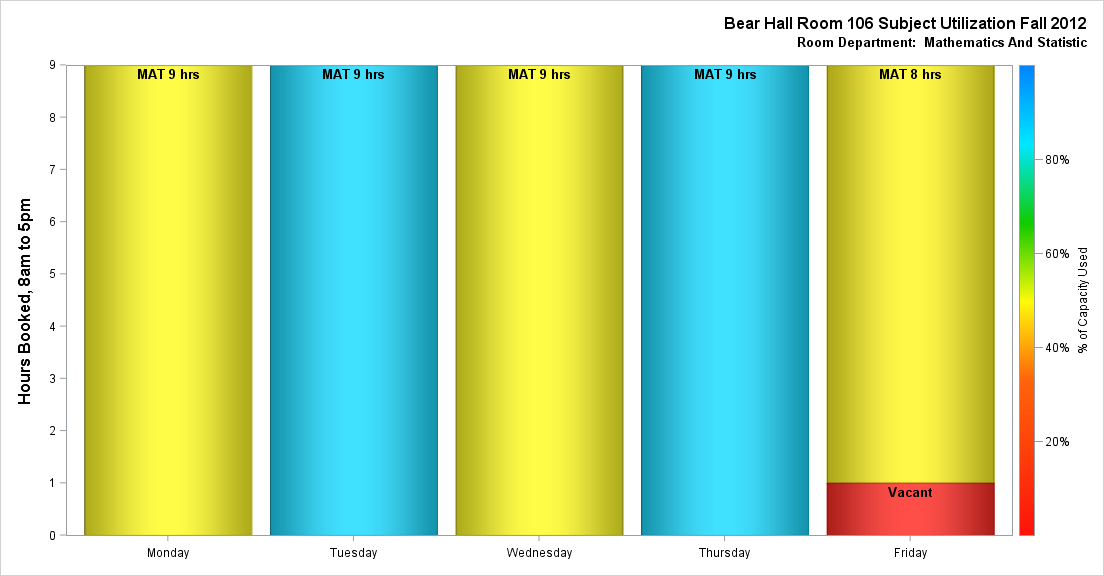 Bear Hall Room 106 Subject Utilization Fall 2012
Room Department:  Mathematics And Statistic
Hours Booked, 8am to 5pm
9
8
7
6
5
4
3
2
1
0
MAT 9 hrs
MAT 9 hrs
MAT 9 hrs
MAT 9 hrs
MAT 8 hrs
Vacant
Monday
Tuesday
Wednesday
Thursday
Friday
80%
60%
40%
20%
% of Capacity Used